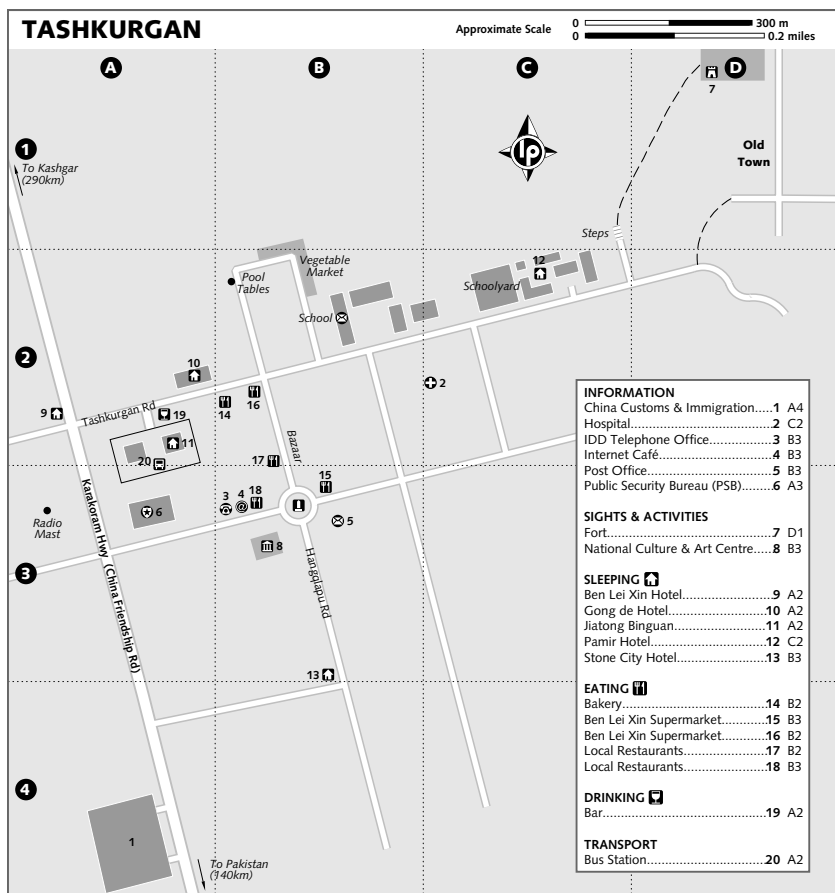 TASHKURGAN
Approximate Scale
0 300 m
0 0.2 miles
A B C D
7
1
Old
Town
To Kashgar
(290km)
Steps
12
Vegetable
Market
Pool
Tables
Schoolyard
School
2
10
2
16
14
9
19
Tashkurgan Rd
11
Bazaar
20
17
15
3 4 18
6
5
Radio
Mast
8
3
Karakoram Hwy (China Friendship Rd)
Hangqlapu Rd
13
4
1
To Pakistan
(140km)
lp
INFORMATION
China Customs & Immigration.....1 A4
Hospital...................................2 C2
IDD Telephone Office................3 B3
Internet Café............................4 B3
Post Office...............................5 B3
Public Security Bureau (PSB).......6 A3
SIGHTS & ACTIVITIES
Fort..........................................7 D1
National Culture & Art Centre.....8 B3
SLEEPING
Ben Lei Xin Hotel......................9 A2
Gong de Hotel........................10 A2
Jiatong Binguan......................11 A2
Pamir Hotel............................12 C2
Stone City Hotel.....................13 B3
EATING
Bakery...................................14 B2
Ben Lei Xin Supermarket...........15 B3
Ben Lei Xin Supermarket...........16 B2
Local Restaurants....................17 B2
Local Restaurants....................18 B3
DRINKING
Bar........................................19 A2
TRANSPORT
Bus Station.............................20 A2